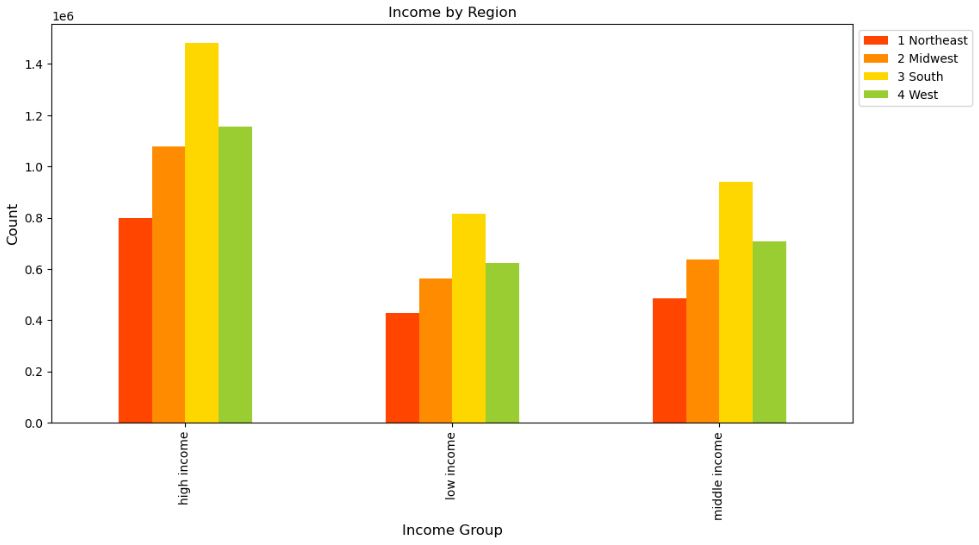 Income by Region
1e6
1.4
1.2
1.0
0.8
0.6
0.4
0.2
0.0
Count
high income
low income
middle income
Income Group
1 Northeast
2 Midwest
3 South
4 West